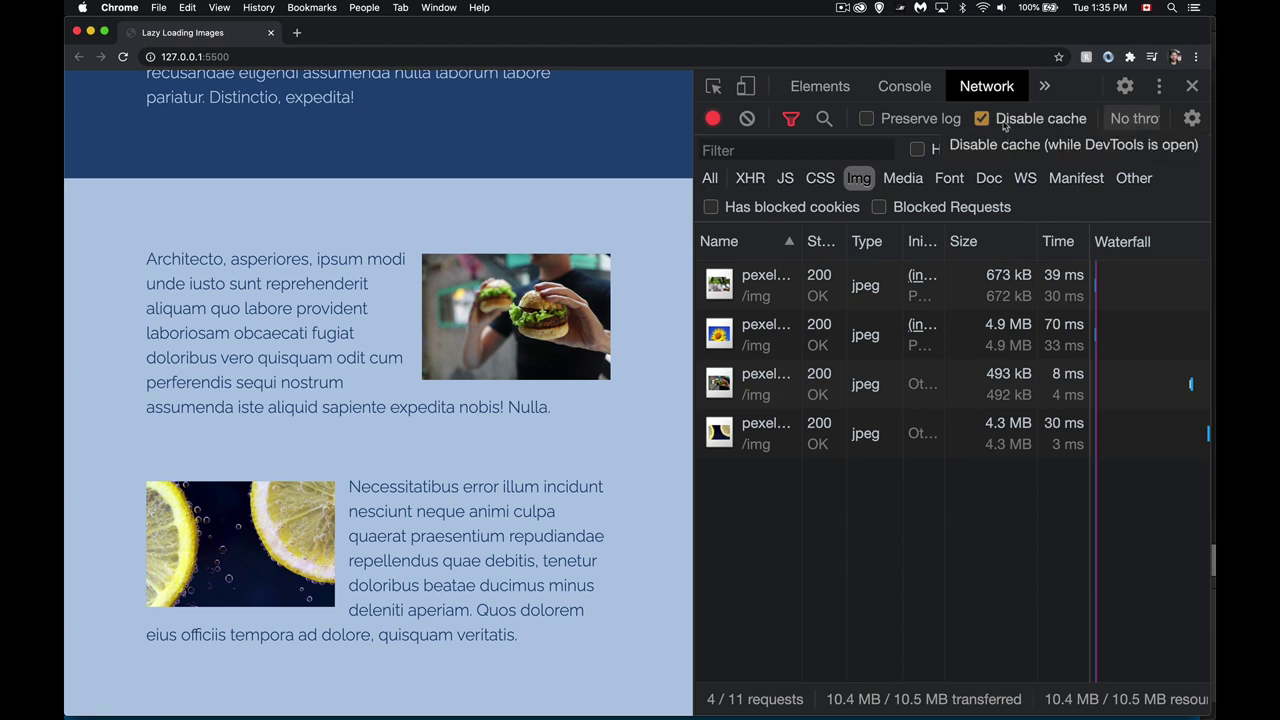 Chrome File Edit View History Bookmarks People Tab Window Help 100% Tue 1:35 PM
Lazy Loading Images
127.0.0.1:5500
recusandae eligendi assumenda nulla laborum labore
pariatur. Distinctio, expedita!
Architecto, asperiores, ipsum modi
unde iusto sunt reprehenderit
aliquam quo labore provident
laboriosam obcaecati fugiat
doloribus vero quisquam odit cum
perferendis sequi nostrum
assumenda iste aliquid sapiente expedita nobis! Nulla.
Necessitatibus error illum incidunt
nesciunt neque animi culpa
quaerat praesentium repudiandae
repellendus quae debitis, tenetur
doloribus beatae ducimus minus
deleniti aperiam. Quos dolorem
eius officiis tempora ad dolore, quisquam veritatis.
Elements Console Network
Preserve log Disable cache No thro
Filter H Disable cache (while DevTools is open)
All XHR JS CSS Img Media Font Doc WS Manifest Other
Has blocked cookies Blocked Requests
Name St... Type Ini... Size Time Waterfall
pexel... 200 jpeg (in... 673 kB 39 ms
/img OK P... 672 kB 30 ms
pexel... 200 jpeg (in... 4.9 MB 70 ms
/img OK P... 4.9 MB 33 ms
pexel... 200 jpeg Ot... 493 kB 8 ms
/img OK 492 kB 4 ms
pexel... 200 jpeg Ot... 4.3 MB 30 ms
/img OK 4.3 MB 3 ms
4 / 11 requests 10.4 MB / 10.5 MB transferred 10.4 MB / 10.5 MB resou